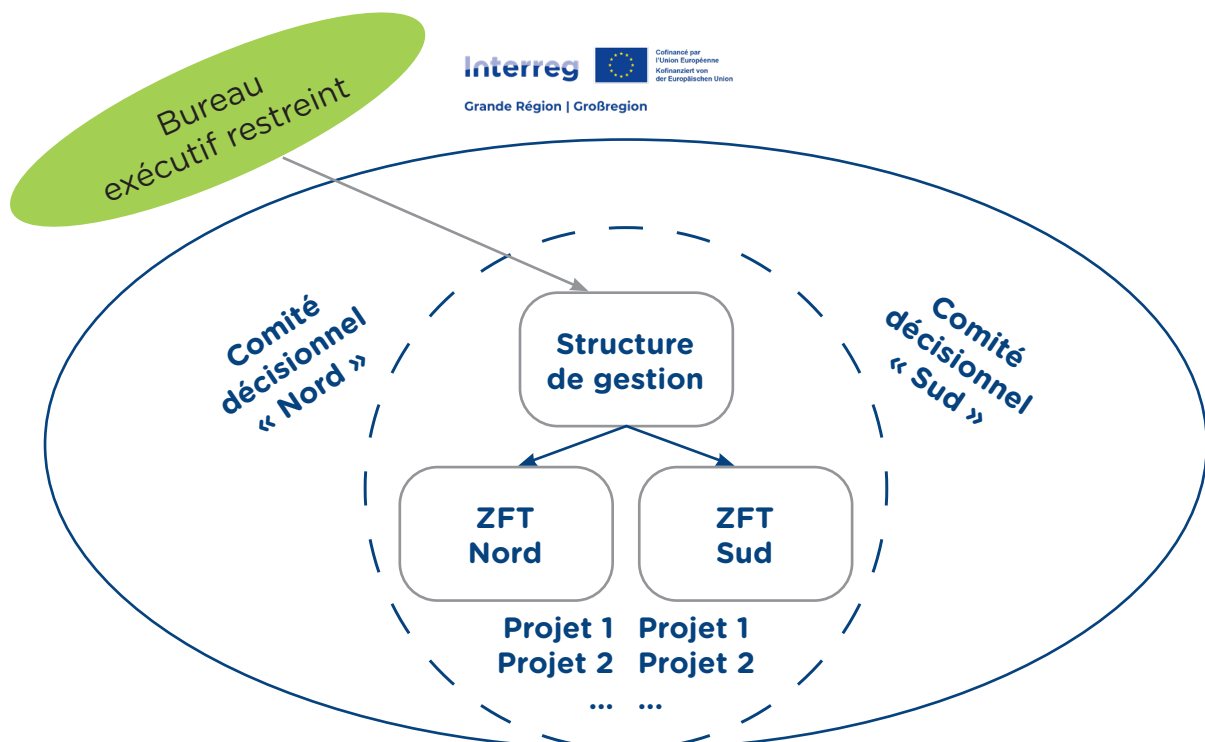 Bureau
exécutif restreint
Interreg
Cofinancé par
l'Union Européenne
Kofinanziert von
der Europäischen Union
Grande Région | Großregion
Comité
décisionnel
« Nord »
Structure
de gestion
Comité
décisionnel
« Sud »
ZFT
Nord
ZFT
Sud
Projet 1
Projet 2
...
Projet 1
Projet 2
...